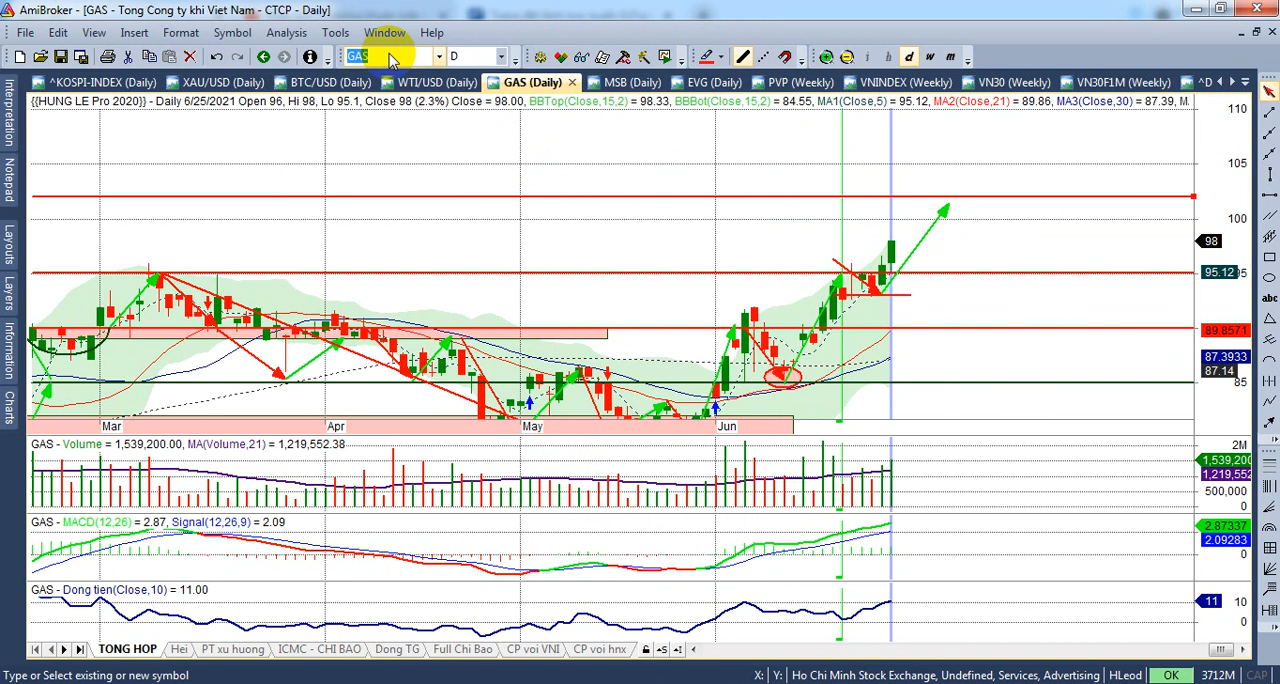 AmiBroker - [GAS - Tong Cong ty khi Viet Nam - CTCP - Daily]
File Edit View Insert Format Symbol Analysis Tools Window Help
GAS D i h d w m
^KOSPI-INDEX (Daily) XAU/USD (Daily) BTC/USD (Daily) WTI/USD (Daily) GAS (Daily) MSB (Daily) EVG (Daily) PVP (Weekly) VNINDEX (Weekly) VN30 (Weekly) VN30F1M (Weekly) ^D
{{HUNG LE Pro 2020}} - Daily 6/25/2021 Open 96, Hi 98, Lo 95.1, Close 98 (2.3%) Close = 98.00, BBTop(Close,15,2) = 98.33, BBBot(Close,15,2) = 84.55, MA1(Close,5) = 95.12, MA2(Close,21) = 89.86, MA3(Close,30) = 87.39, M
Interpretation
Notepad
Layouts
Layers
Information
Charts
abc
110
105
100
98
95.12
95
89.8571
87.3933
87.14
85
Mar Apr May Jun
GAS - Volume = 1,539,200.00, MA(Volume,21) = 1,219,552.38
2M
1,539,200
1,219,552
500,000
GAS - MACD(12,26) = 2.87, Signal(12,26,9) = 2.09
2.87337
2.09283
0
GAS - Dong tien(Close,10) = 11.00
11
10
0
TONG HOP Hei PT xu huong ICMC - CHI BAO Dong TG Full Chi Bao CP voi VNI CP voi hnx
Type or Select existing or new symbol X: Y: Ho Chi Minh Stock Exchange, Undefined, Services, Advertising HLeod OK 3712M CAP